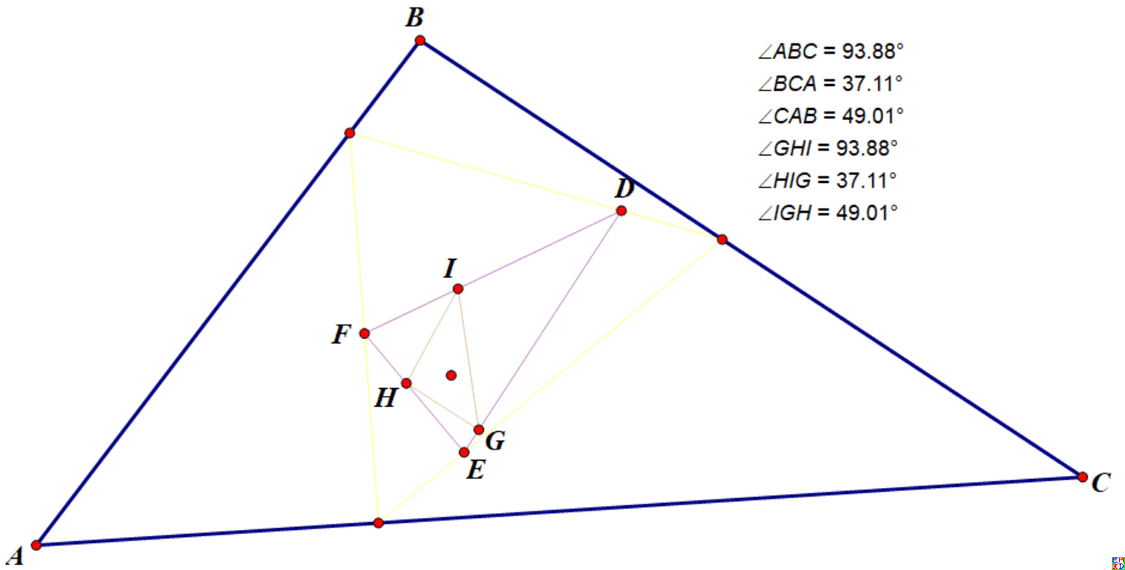 B
∠ABC = 93.88°
∠BCA = 37.11°
∠CAB = 49.01°
∠GHI = 93.88°
∠HIG = 37.11°
∠IGH = 49.01°
D
I
F
H
G
E
C
A